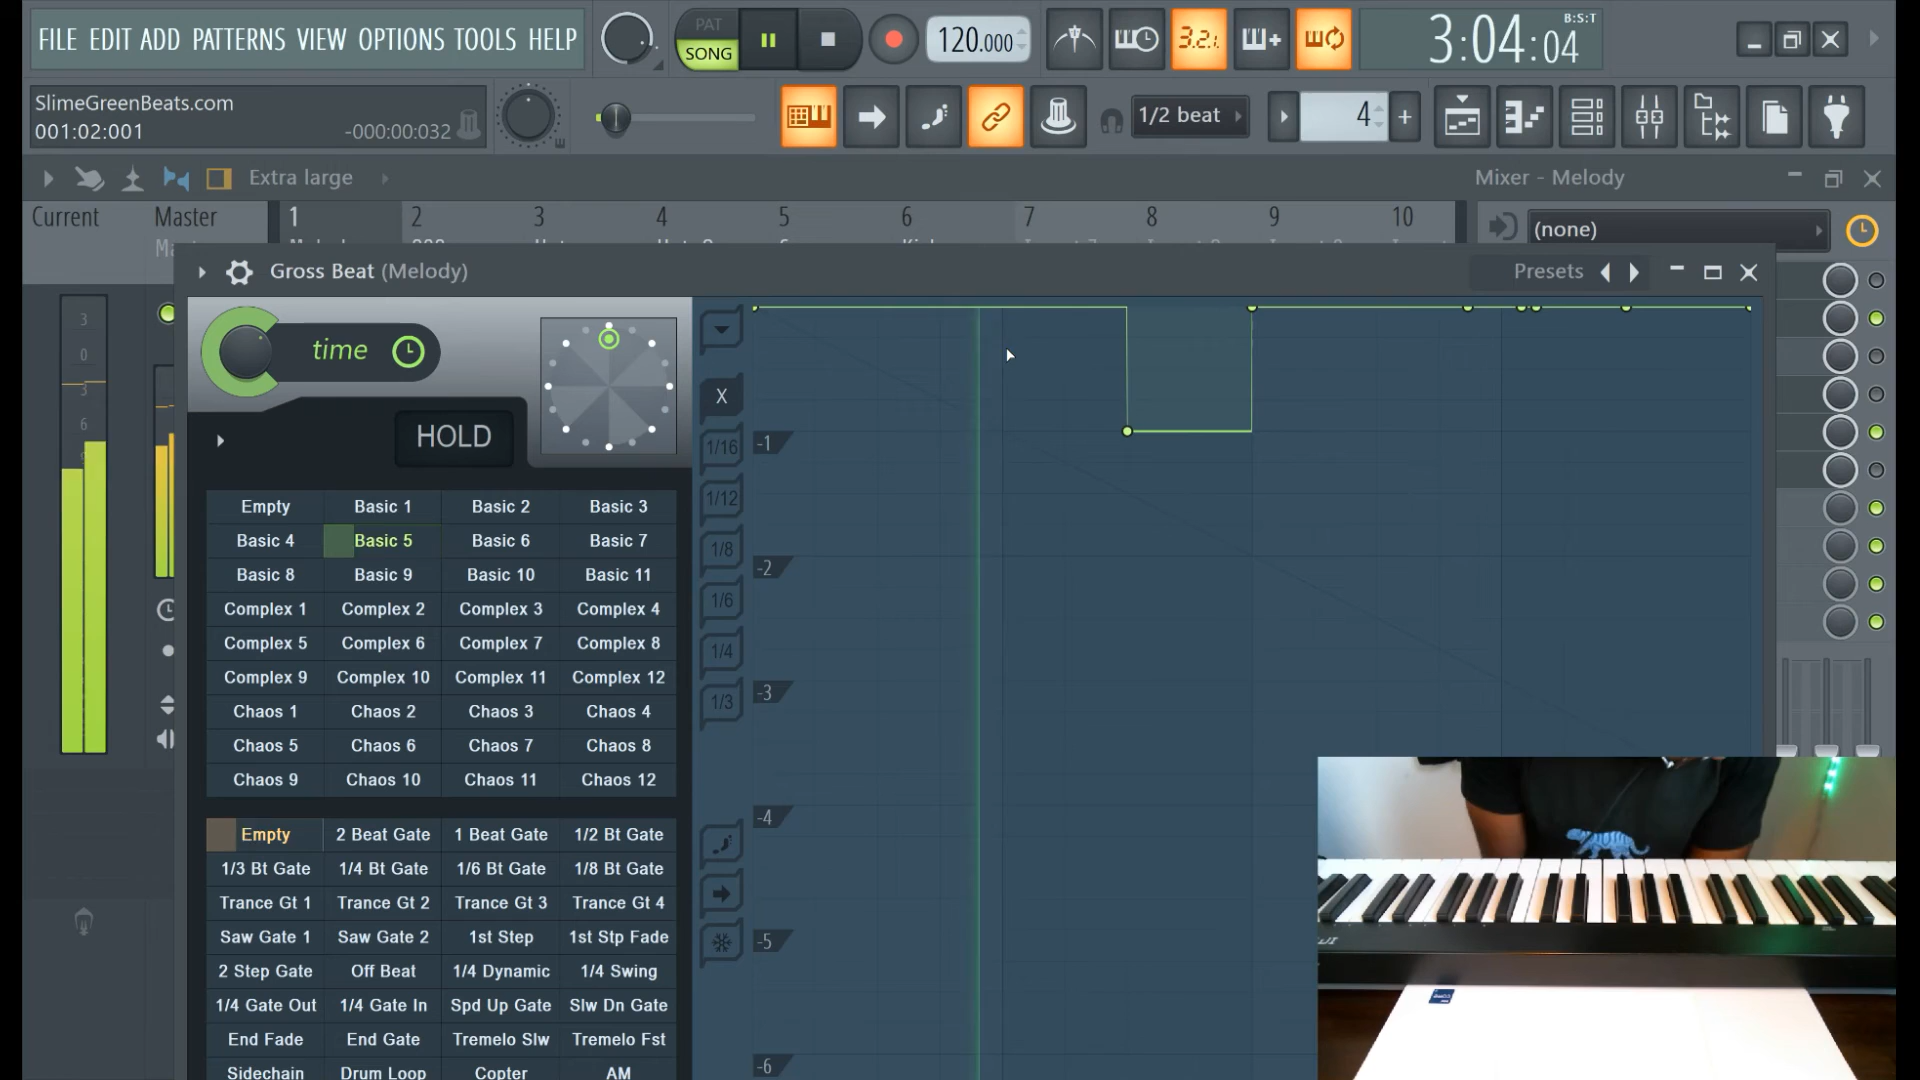 FILE EDIT ADD PATTERNS VIEW OPTIONS TOOLS HELP
PAT
SONG
120.000
3.2.1.
3:04:04
B:S:T
SlimeGreenBeats.com
001:02:001
-000:00:032
1/2 beat
4
Extra large
Mixer - Melody
Current
Master
1 2 3 4 5 6 7 8 9 10
(none)
Gross Beat (Melody)
Presets
time
HOLD
X
1/16
1/12
1/8
1/6
1/4
1/3
-1
-2
-3
-4
-5
-6
3
0
3
6
9
Empty Basic 1 Basic 2 Basic 3
Basic 4 Basic 5 Basic 6 Basic 7
Basic 8 Basic 9 Basic 10 Basic 11
Complex 1 Complex 2 Complex 3 Complex 4
Complex 5 Complex 6 Complex 7 Complex 8
Complex 9 Complex 10 Complex 11 Complex 12
Chaos 1 Chaos 2 Chaos 3 Chaos 4
Chaos 5 Chaos 6 Chaos 7 Chaos 8
Chaos 9 Chaos 10 Chaos 11 Chaos 12
Empty 2 Beat Gate 1 Beat Gate 1/2 Bt Gate
1/3 Bt Gate 1/4 Bt Gate 1/6 Bt Gate 1/8 Bt Gate
Trance Gt 1 Trance Gt 2 Trance Gt 3 Trance Gt 4
Saw Gate 1 Saw Gate 2 1st Step 1st Stp Fade
2 Step Gate Off Beat 1/4 Dynamic 1/4 Swing
1/4 Gate Out 1/4 Gate In Spd Up Gate Slw Dn Gate
End Fade End Gate Tremelo Slw Tremelo Fst
Sidechain Drum Loop Copter AM